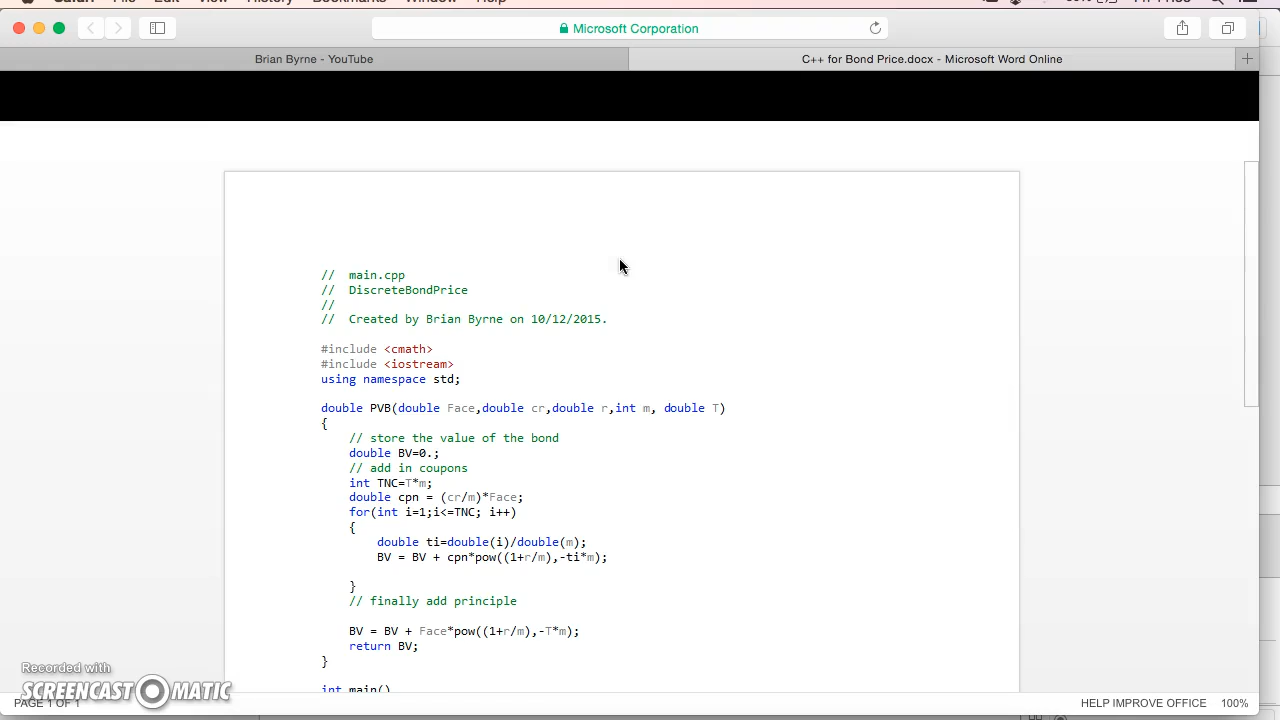 Microsoft Corporation
Brian Byrne - YouTube
C++ for Bond Price.docx - Microsoft Word Online
//  main.cpp
//  DiscreteBondPrice
//
//  Created by Brian Byrne on 10/12/2015.
#include <cmath>
#include <iostream>
using namespace std;
double PVB(double Face,double cr,double r,int m, double T)
{
// store the value of the bond
double BV=0.;
// add in coupons
int TNC=T*m;
double cpn = (cr/m)*Face;
for(int i=1;i<=TNC; i++)
{
double ti=double(i)/double(m);
BV = BV + cpn*pow((1+r/m),-ti*m);
}
// finally add principle
BV = BV + Face*pow((1+r/m),-T*m);
return BV;
}
int main()
Recorded with
SCREENCAST O MATIC
PAGE 1 OF 1
HELP IMPROVE OFFICE
100%